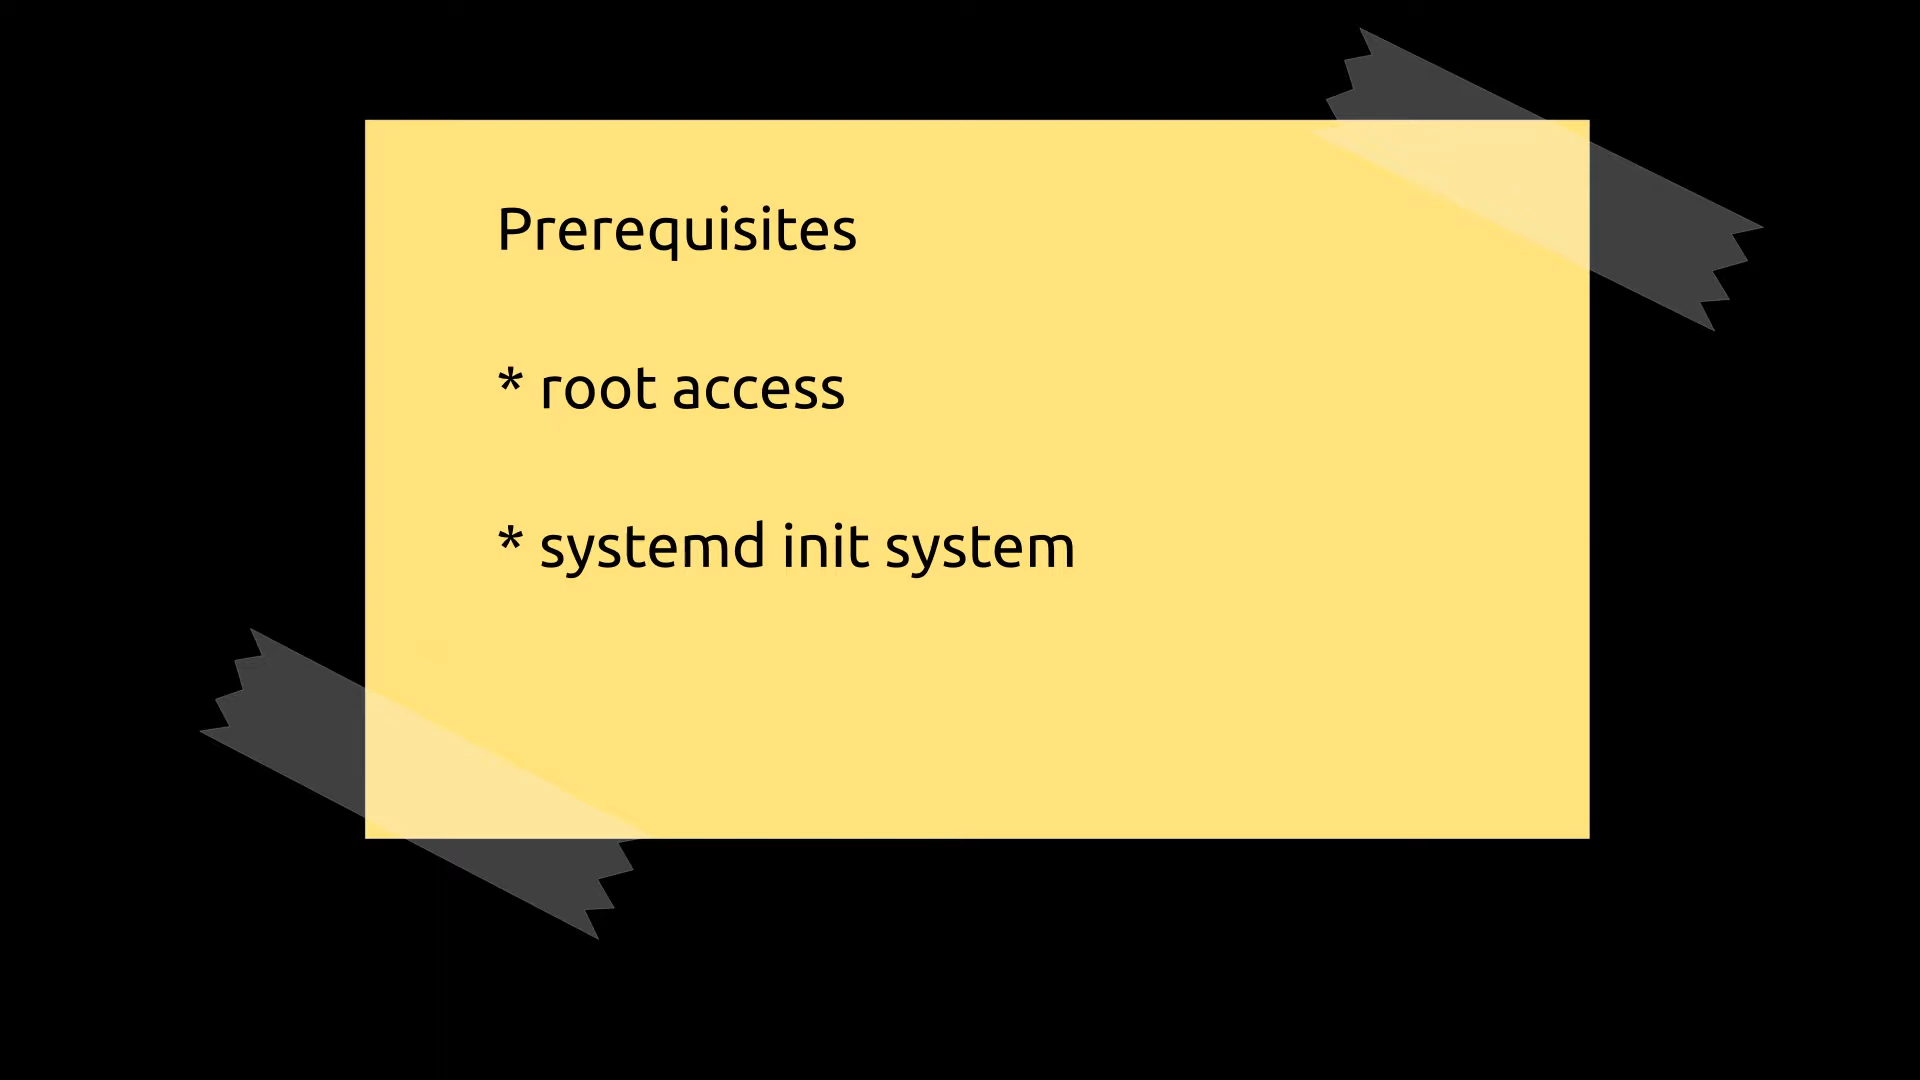 Prerequisites
* root access
* systemd init system